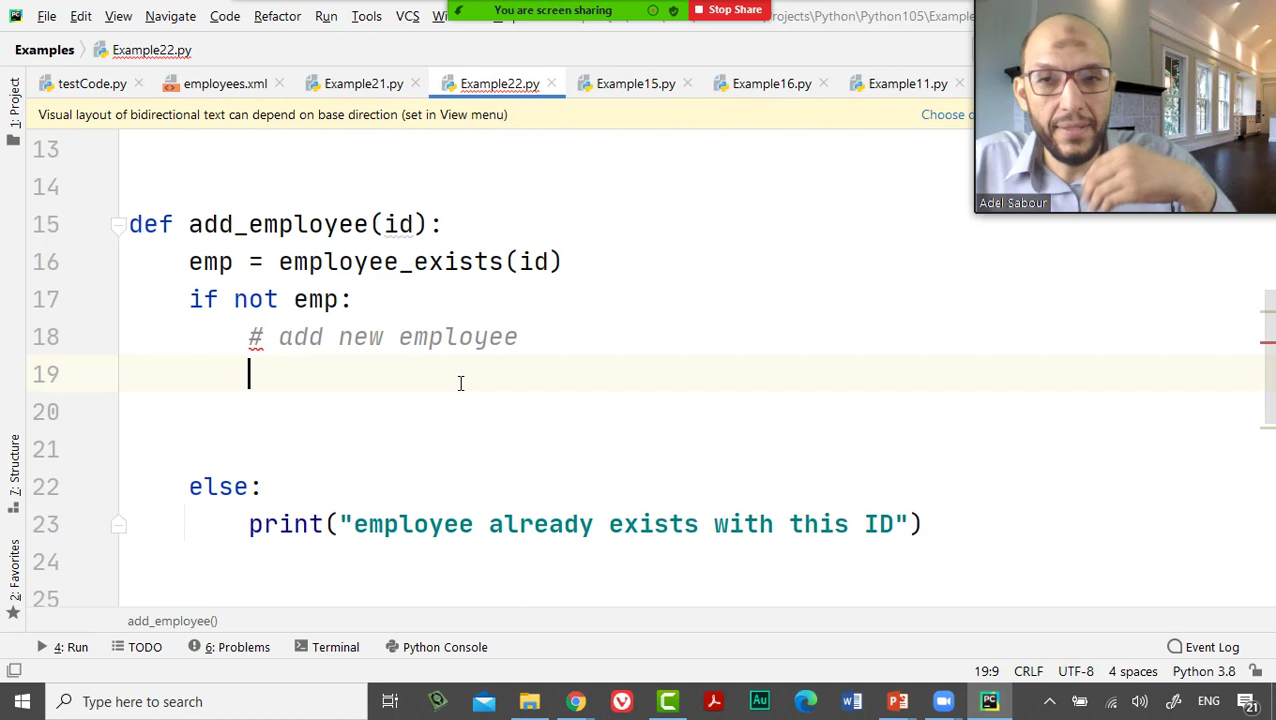 File Edit View Navigate Code Refactor Run Tools VCS
You are screen sharing
Stop Share
Examples Example22.py
testCode.py employees.xml Example21.py Example22.py Example15.py Example16.py Example11.py
Visual layout of bidirectional text can depend on base direction (set in View menu)
Choose
Adel Sabour
1: Project
7: Structure
2: Favorites
13
14
15 def add_employee(id):
16 emp = employee_exists(id)
17 if not emp:
18 # add new employee
19
20
21
22 else:
23 print("employee already exists with this ID")
24
25
add_employee()
4: Run TODO 6: Problems Terminal Python Console Event Log
19:9 CRLF UTF-8 4 spaces Python 3.8
Type here to search
ENG
21